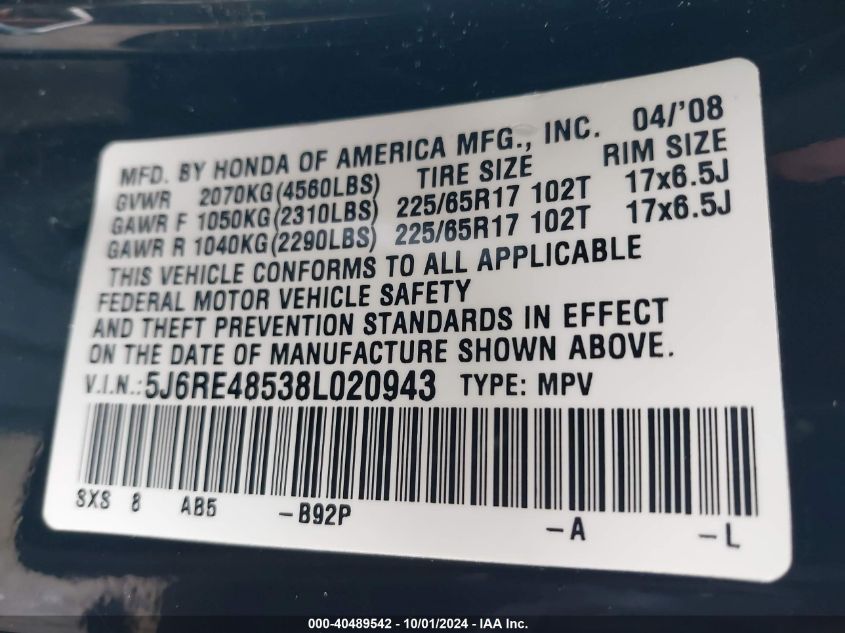 MFD. BY HONDA OF AMERICA MFG., INC. 04/'08
GVWR 2070KG(4560LBS) TIRE SIZE RIM SIZE
GAWR F 1050KG(2310LBS) 225/65R17 102T 17x6.5J
GAWR R 1040KG(2290LBS) 225/65R17 102T 17x6.5J
THIS VEHICLE CONFORMS TO ALL APPLICABLE
FEDERAL MOTOR VEHICLE SAFETY
AND THEFT PREVENTION STANDARDS IN EFFECT
ON THE DATE OF MANUFACTURE SHOWN ABOVE.
V.I.N.:5J6RE48538L020943 TYPE: MPV
SXS 8 AB5 -B92P -A -L
000-40489542 - 10/01/2024 - IAA Inc.